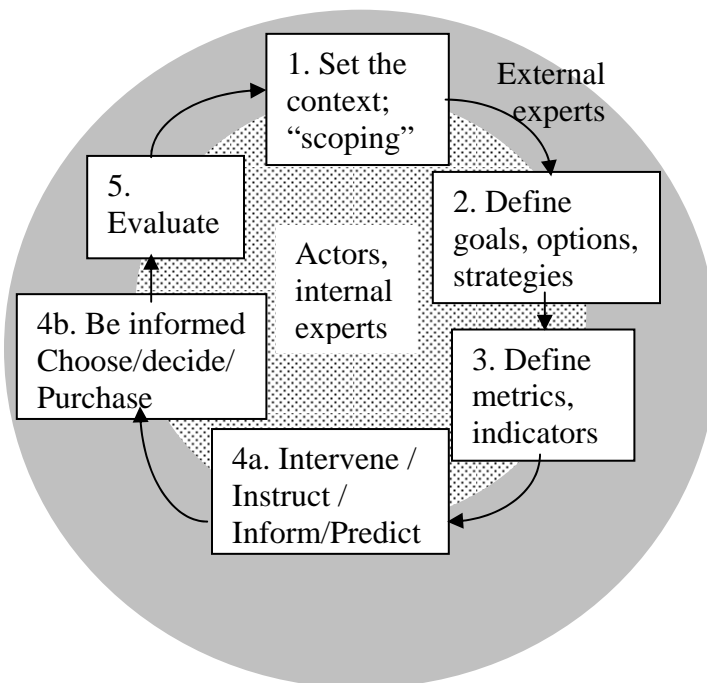 1. Set the
context;
“scoping”
External
experts
2. Define
goals, options,
strategies
3. Define
metrics,
indicators
4a. Intervene /
Instruct /
Inform/Predict
4b. Be informed
Choose/decide/
Purchase
5.
Evaluate
Actors,
internal
experts